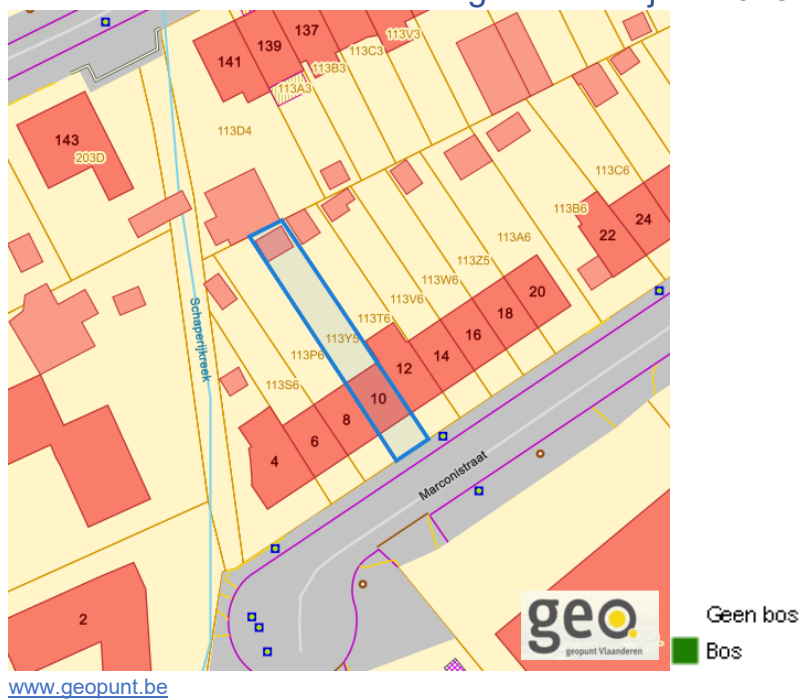 137
139
141
113V3
113C3
113B3
113A3
113D4
143
203D
113C6
113B6
24
22
113A6
113Z5
113W6
20
113V6
18
113T6
16
113Y5
14
113P6
12
113S6
10
8
6
4
Schaperijkreek
Marconistraat
2
geo.
geopunt Vlaanderen
Geen bos
Bos
www.geopunt.be